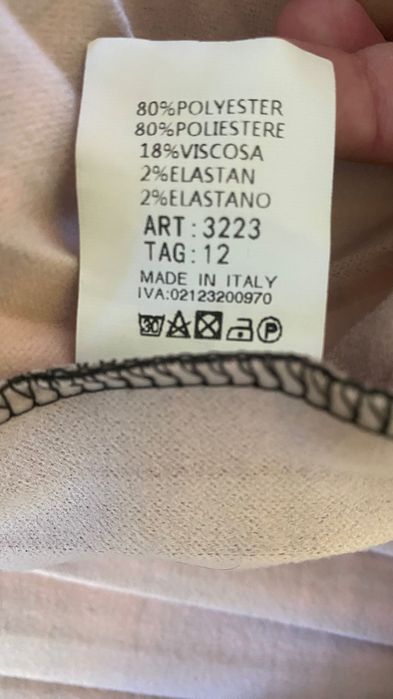 80%POLYESTER
80%POLIESTERE
18%VISCOSA
2%ELASTAN
2%ELASTANO
ART:3223
TAG:12
MADE IN ITALY
IVA:02123200970
30 P